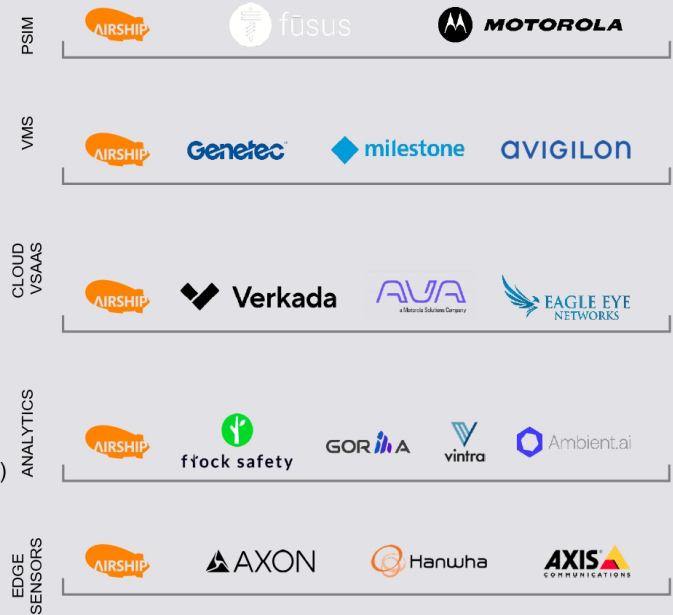 PSIM
AIRSHIP
fūsus
MOTOROLA
VMS
AIRSHIP
Genetec
milestone
AVIGILON
CLOUD
VSAAS
AIRSHIP
Verkada
AVA
a Motorola Solutions Company
EAGLE EYE
NETWORKS
)
ANALYTICS
AIRSHIP
flock safety
GORILLA
vintra
Ambient.ai
EDGE
SENSORS
AIRSHIP
AXON
Hanwha
AXIS
COMMUNICATIONS